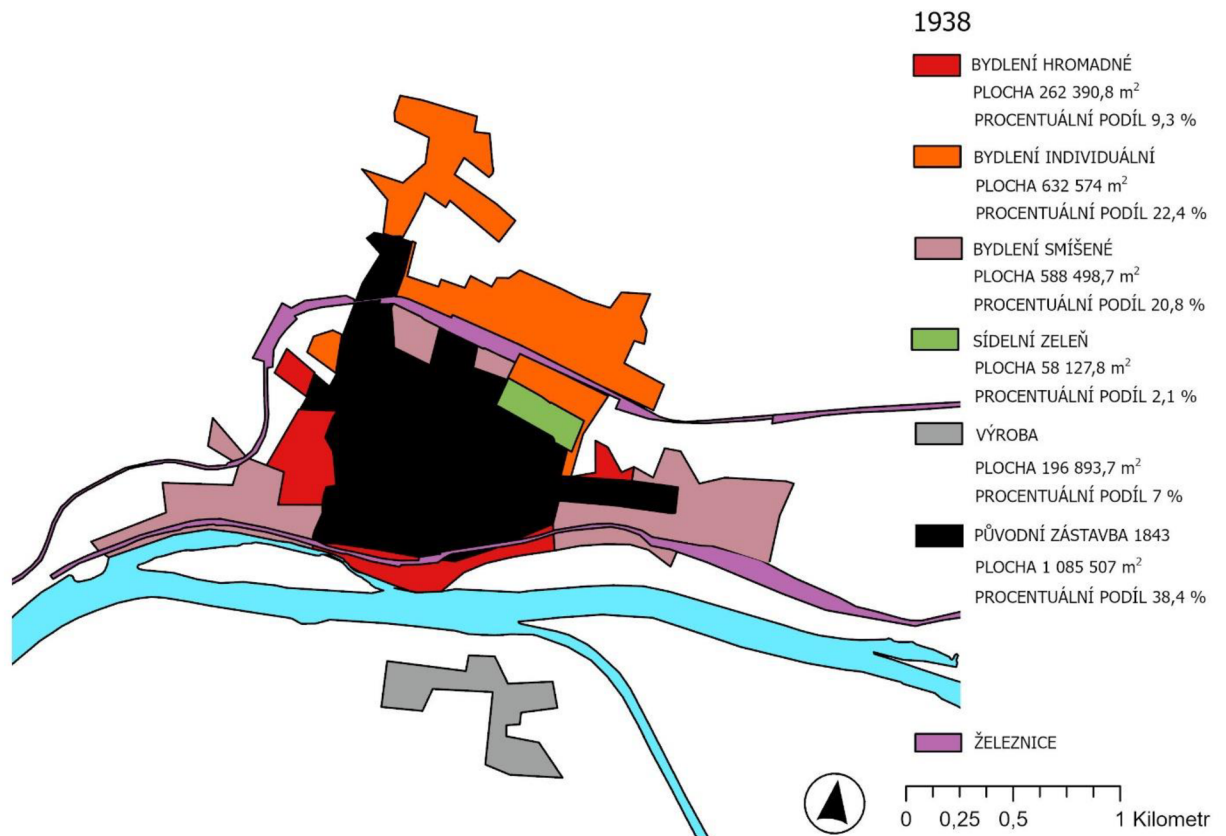 1938
BYDLENÍ HROMADNÉ
PLOCHA 262 390,8 m²
PROCENTUÁLNÍ PODÍL 9,3 %
BYDLENÍ INDIVIDUÁLNÍ
PLOCHA 632 574 m²
PROCENTUÁLNÍ PODÍL 22,4 %
BYDLENÍ SMÍŠENÉ
PLOCHA 588 498,7 m²
PROCENTUÁLNÍ PODÍL 20,8 %
SÍDELNÍ ZELEŇ
PLOCHA 58 127,8 m²
PROCENTUÁLNÍ PODÍL 2,1 %
VÝROBA
PLOCHA 196 893,7 m²
PROCENTUÁLNÍ PODÍL 7 %
PŮVODNÍ ZÁSTAVBA 1843
PLOCHA 1 085 507 m²
PROCENTUÁLNÍ PODÍL 38,4 %
ŽELEZNICE
0 0,25 0,5 1 Kilometr